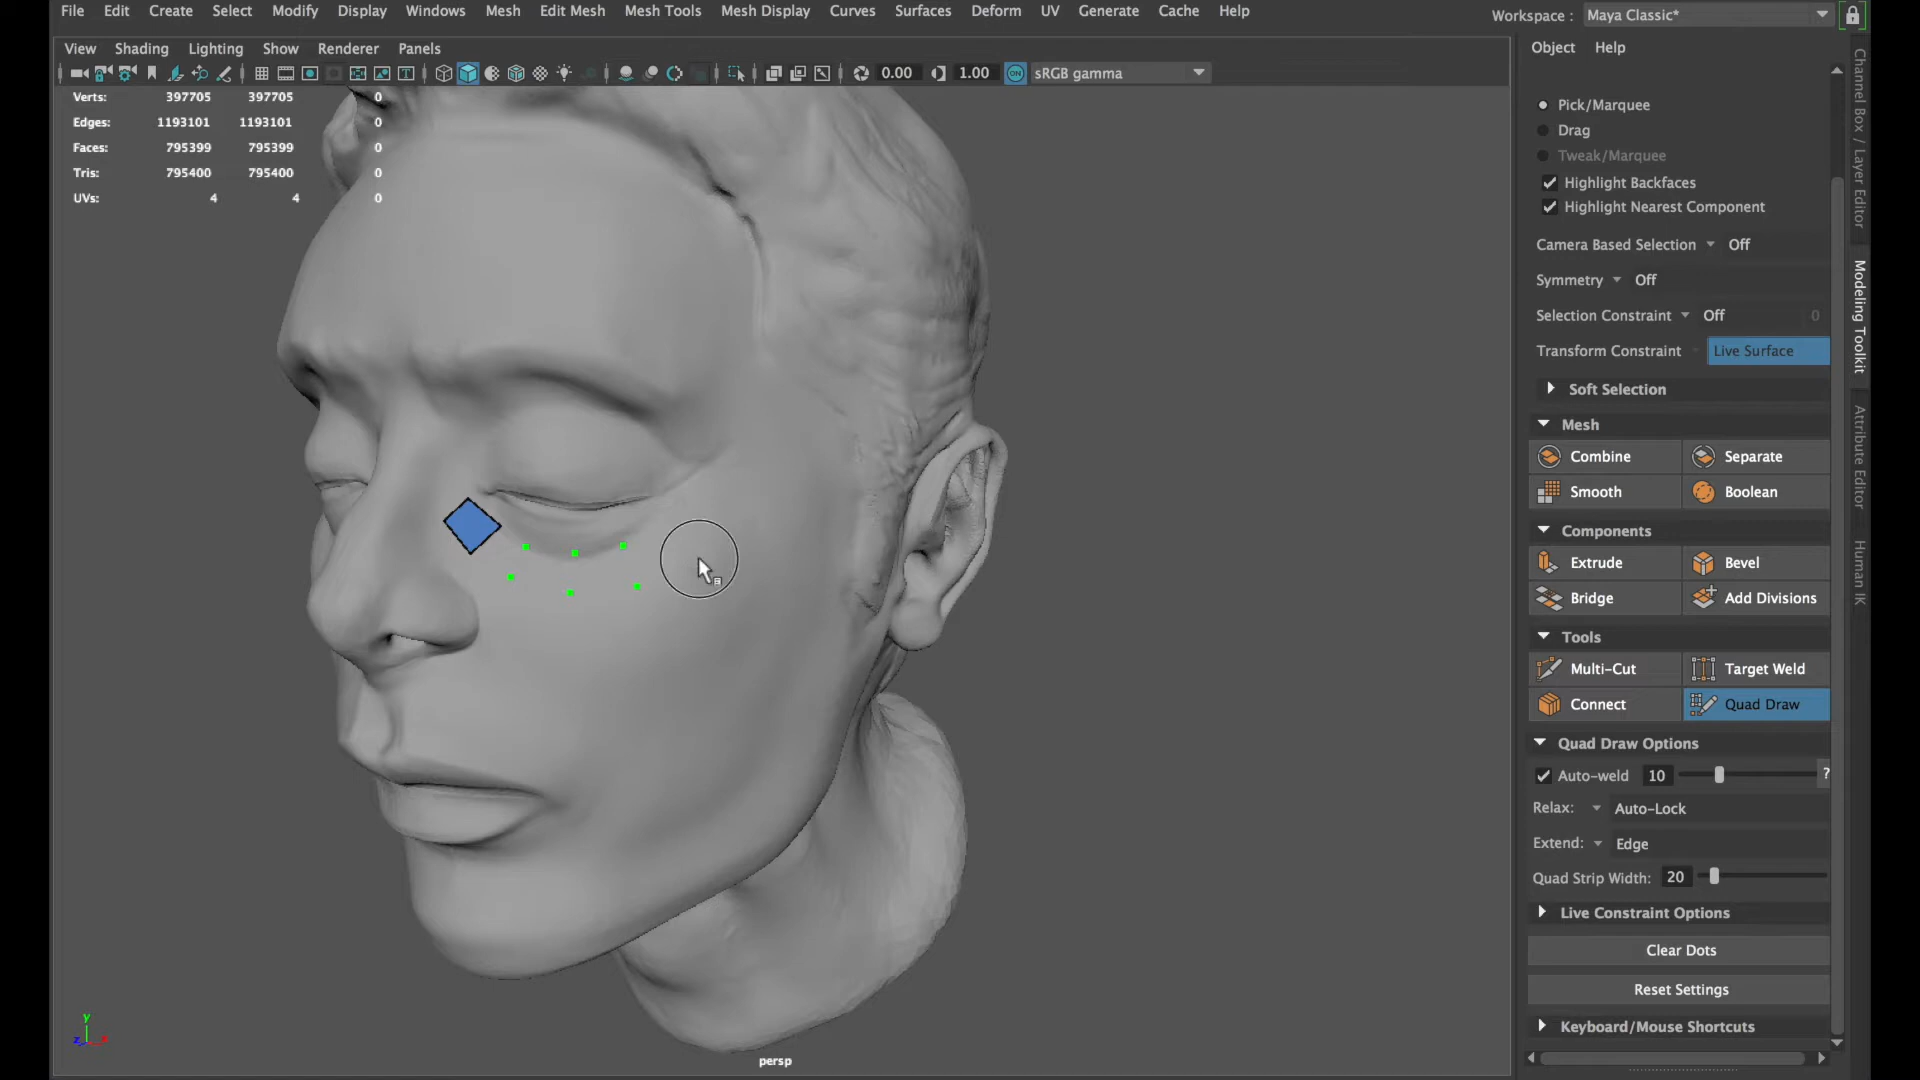 File Edit Create Select Modify Display Windows Mesh Edit Mesh Mesh Tools Mesh Display Curves Surfaces Deform UV Generate Cache Help
Workspace : Maya Classic*
View Shading Lighting Show Renderer Panels
0.00 1.00 ON sRGB gamma
Verts: 397705 397705 0
Edges: 1193101 1193101 0
Faces: 795399 795399 0
Tris: 795400 795400 0
UVs: 4 4 0
y
z x
persp
Object Help
Pick/Marquee
Drag
Tweak/Marquee
Highlight Backfaces
Highlight Nearest Component
Camera Based Selection Off
Symmetry Off
Selection Constraint Off 0
Transform Constraint Live Surface
Soft Selection
Mesh
Combine Separate
Smooth Boolean
Components
Extrude Bevel
Bridge Add Divisions
Tools
Multi-Cut Target Weld
Connect Quad Draw
Quad Draw Options
Auto-weld 10 ?
Relax: Auto-Lock
Extend: Edge
Quad Strip Width: 20
Live Constraint Options
Clear Dots
Reset Settings
Keyboard/Mouse Shortcuts
Channel Box / Layer Editor
Modeling Toolkit
Attribute Editor
Human IK